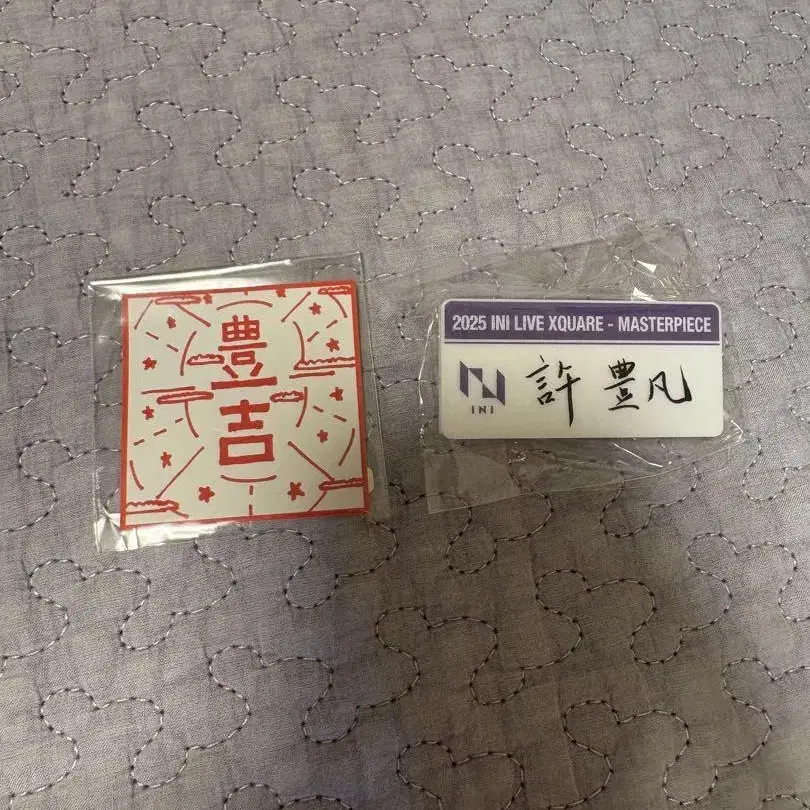 豊
吉
2025 INI LIVE XQUARE - MASTERPIECE
INI
許豊凡